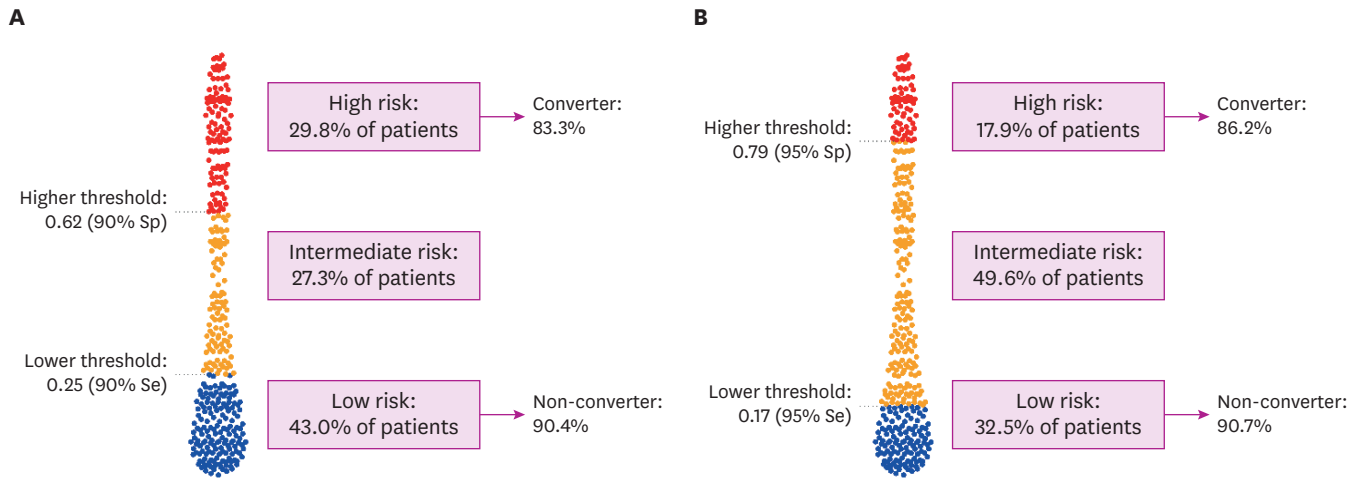 A
High risk:
29.8% of patients
Converter:
83.3%
Higher threshold:
0.62 (90% Sp)
Intermediate risk:
27.3% of patients
Lower threshold:
0.25 (90% Se)
Low risk:
43.0% of patients
Non-converter:
90.4%
B
High risk:
17.9% of patients
Converter:
86.2%
Higher threshold:
0.79 (95% Sp)
Intermediate risk:
49.6% of patients
Lower threshold:
0.17 (95% Se)
Low risk:
32.5% of patients
Non-converter:
90.7%